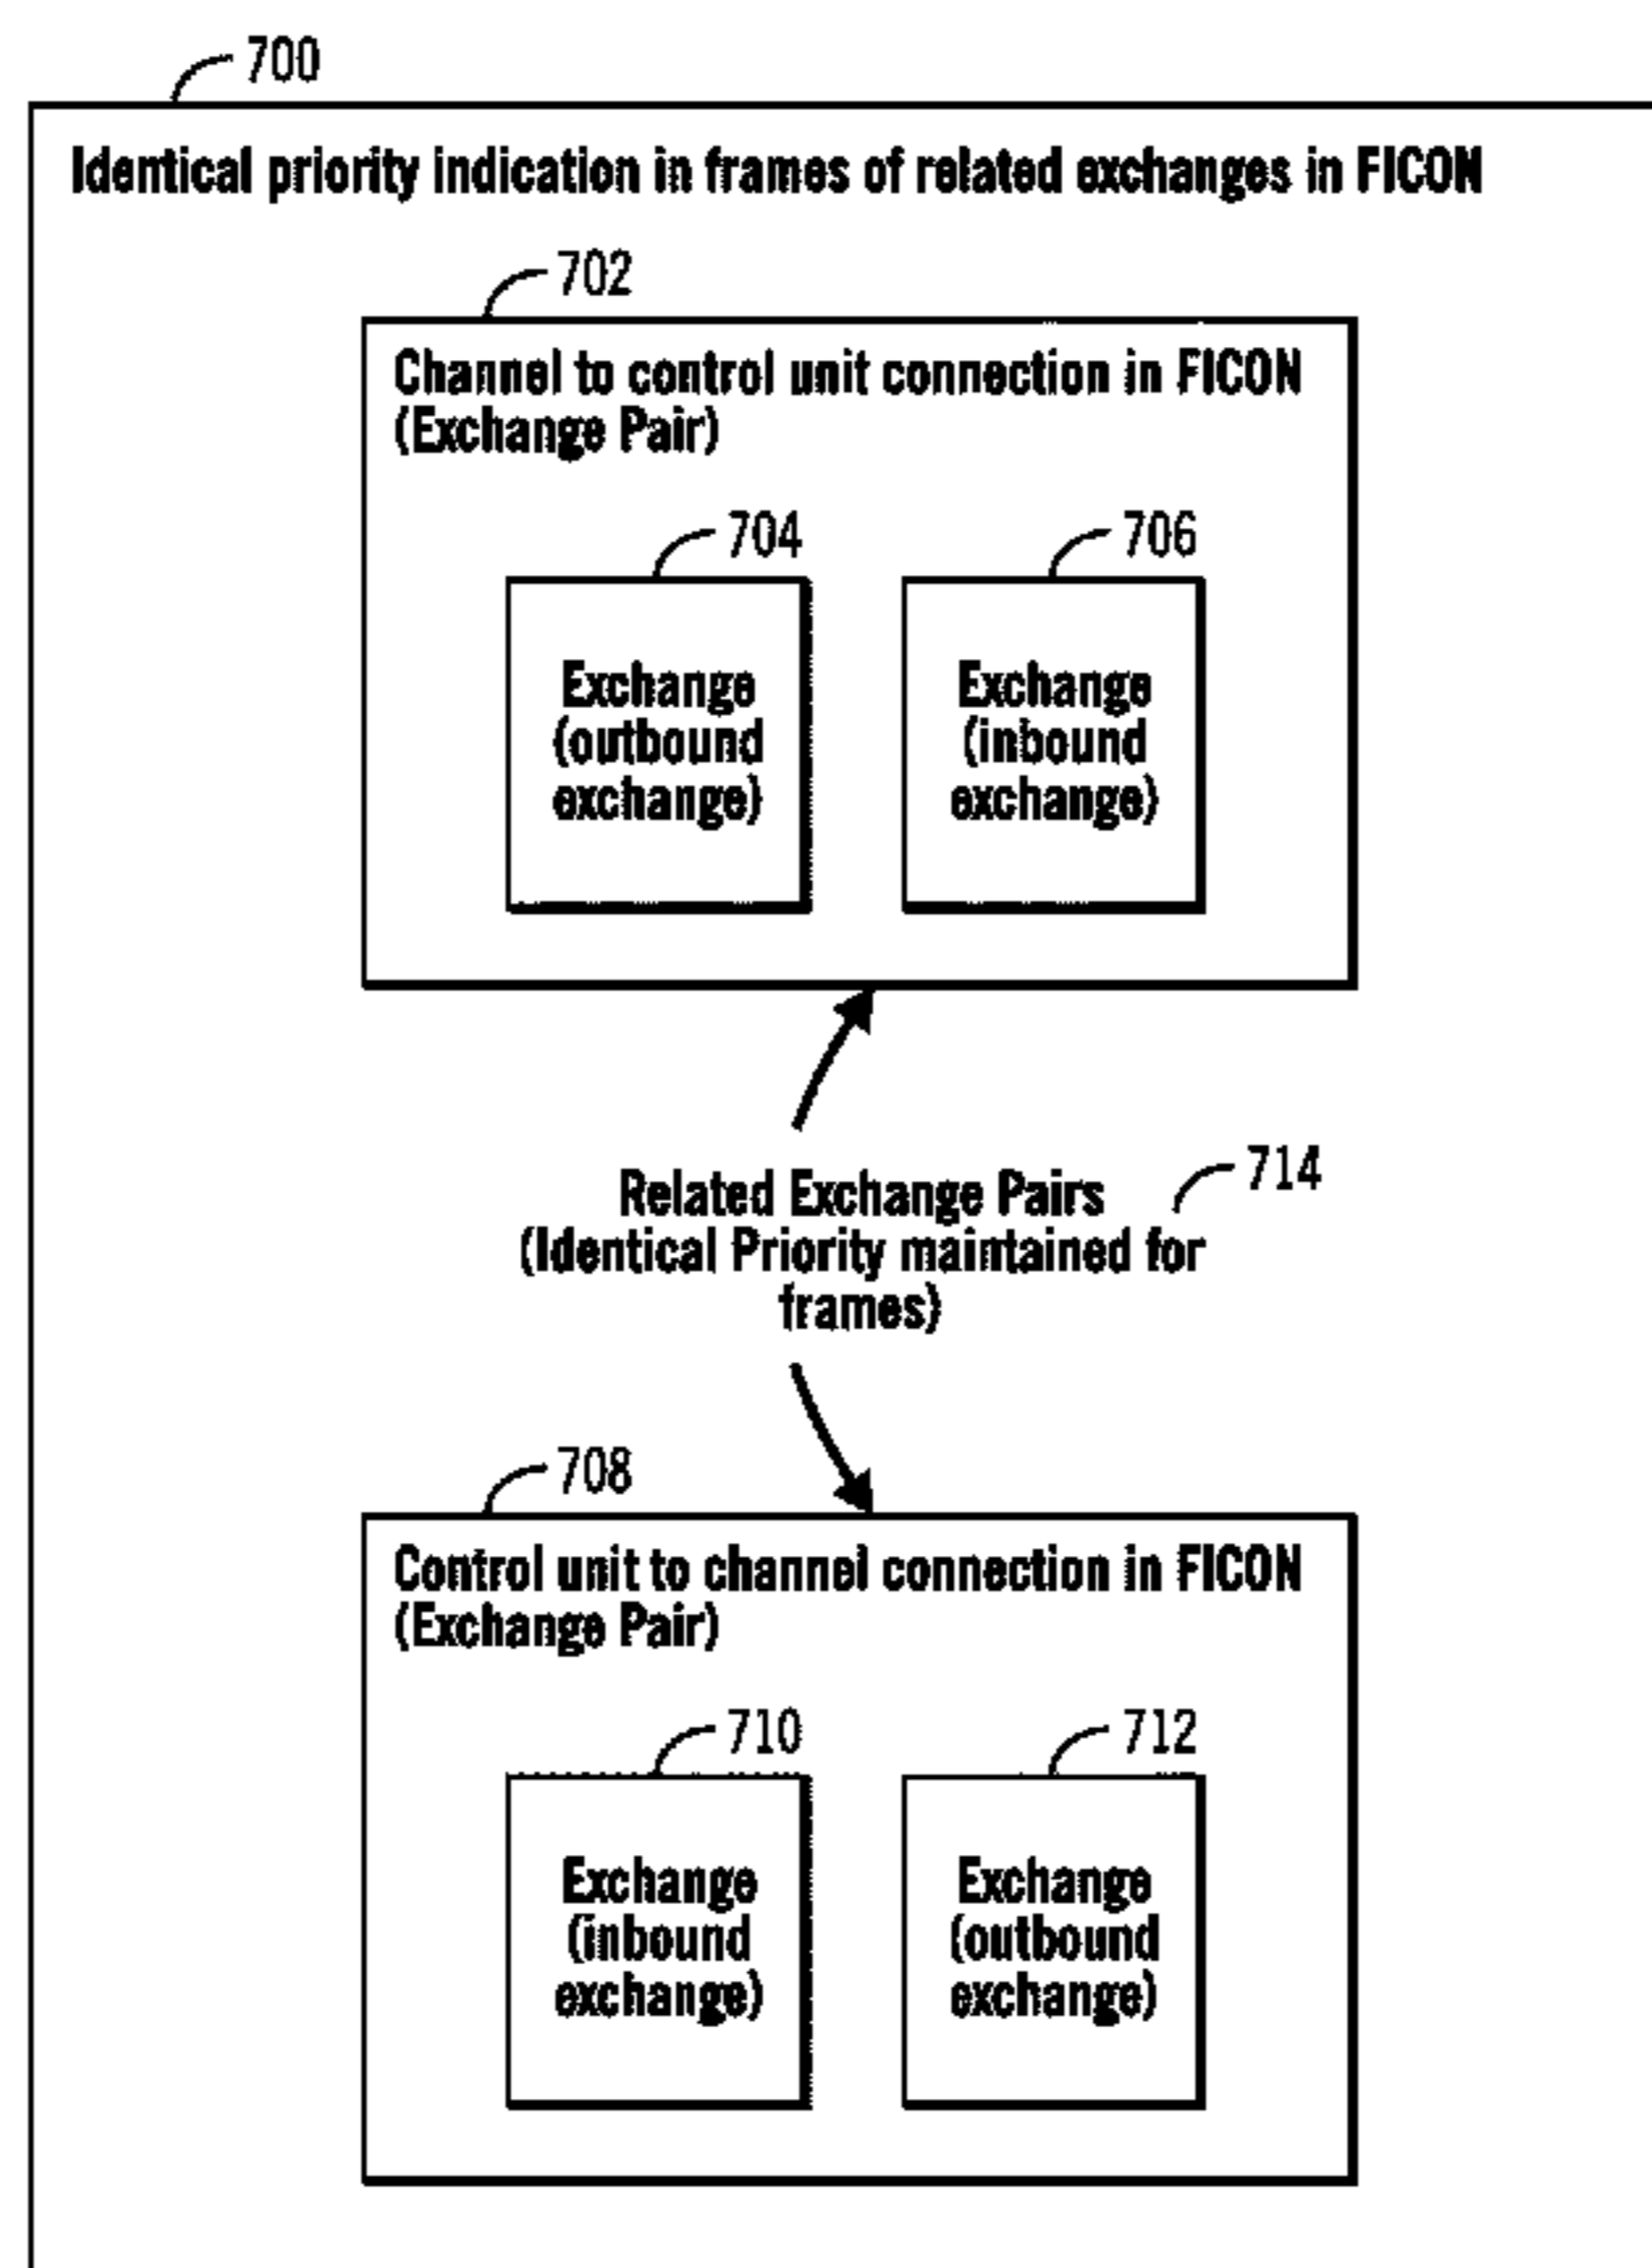 700
Identical priority indication in frames of related exchanges in FICON
702
Channel to control unit connection in FICON
(Exchange Pair)
704
706
Exchange
(outbound
exchange)
Exchange
(inbound
exchange)
Related Exchange Pairs
(Identical Priority maintained for
frames)
714
708
Control unit to channel connection in FICON
(Exchange Pair)
710
712
Exchange
(inbound
exchange)
Exchange
(outbound
exchange)